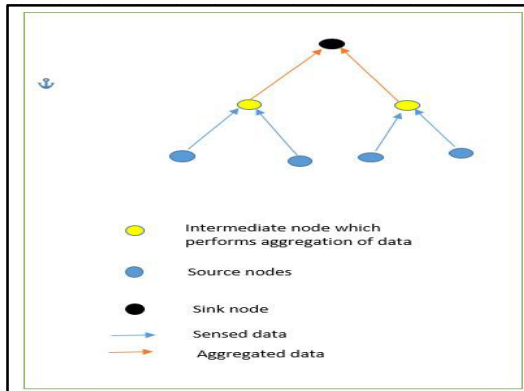 Intermediate node which
performs aggregation of data
Source nodes
Sink node
Sensed data
Aggregated data